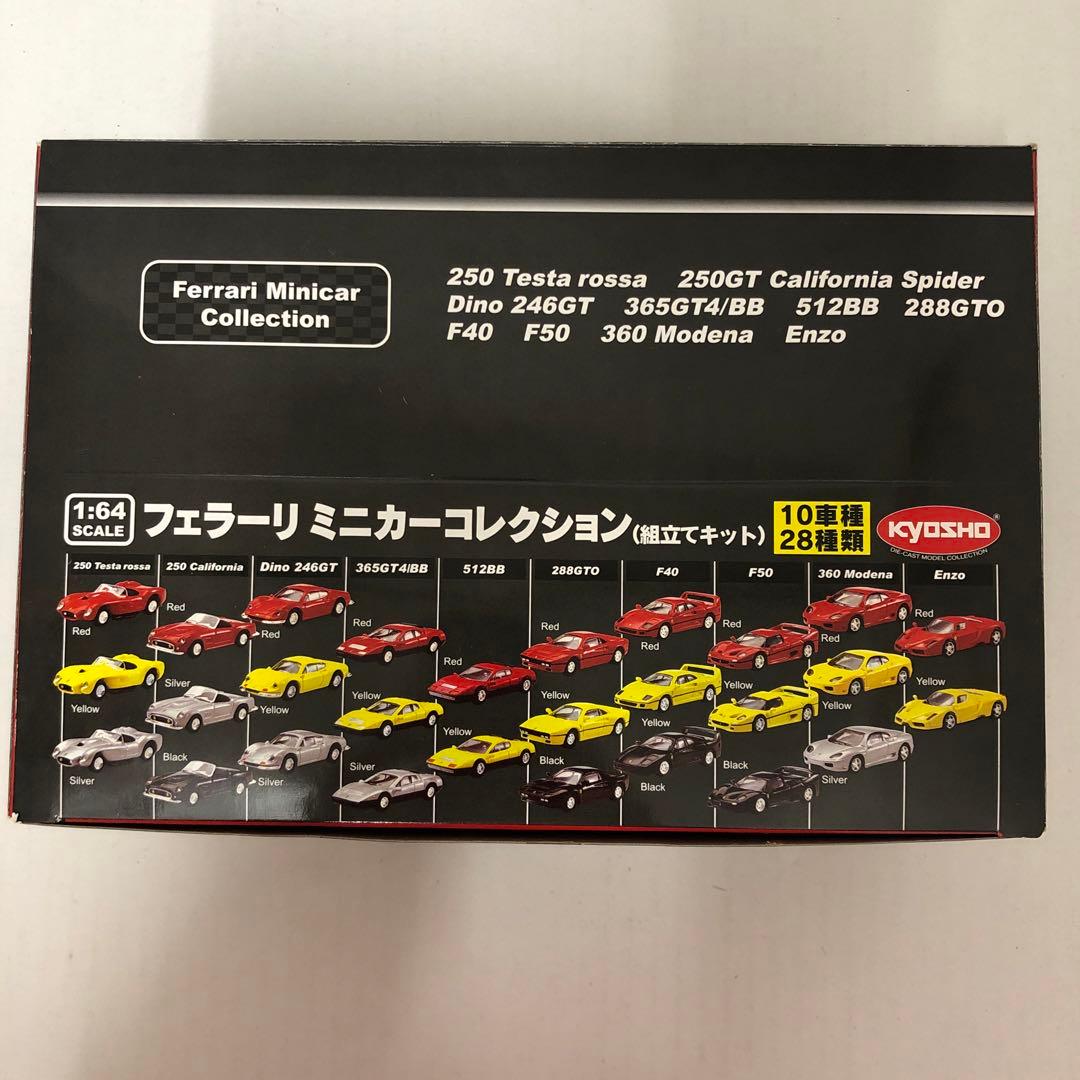 Ferrari Minicar
Collection
250 Testa rossa 250GT California Spider
Dino 246GT 365GT4/BB 512BB 288GTO
F40 F50 360 Modena Enzo
1:64
SCALE
フェラーリ ミニカーコレクション(組立てキット)
10車種
28種類
KYOSHO
®
DIE-CAST MODEL COLLECTION
250 Testa rossa 250 California Dino 246GT 365GT4/BB 512BB 288GTO F40 F50 360 Modena Enzo
Red
Yellow
Silver
Red
Silver
Black
Red
Yellow
Silver
Red
Yellow
Silver
Red
Yellow
Red
Yellow
Black
Red
Yellow
Black
Red
Yellow
Black
Red
Yellow
Silver
Red
Yellow